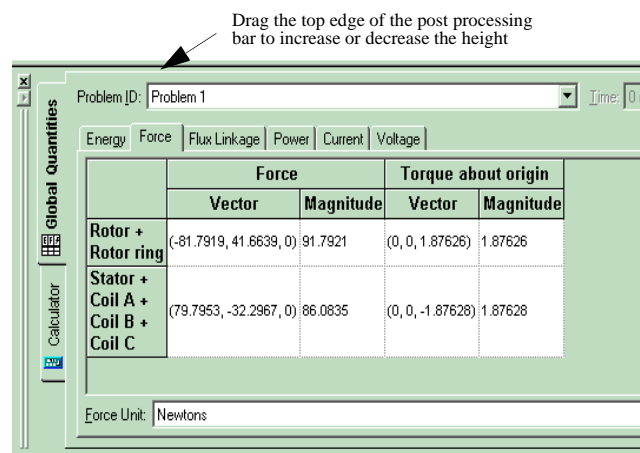 Drag the top edge of the post processing
bar to increase or decrease the height
Problem ID: Problem 1
Time: 0
Global Quantities
Calculator
Energy Force Flux Linkage Power Current Voltage
Force Torque about origin
Vector Magnitude Vector Magnitude
Rotor +
Rotor ring (-81.7919, 41.6639, 0) 91.7921 (0, 0, 1.87626) 1.87626
Stator +
Coil A +
Coil B + (79.7953, -32.2967, 0) 86.0835 (0, 0, -1.87628) 1.87628
Coil C
Force Unit: Newtons